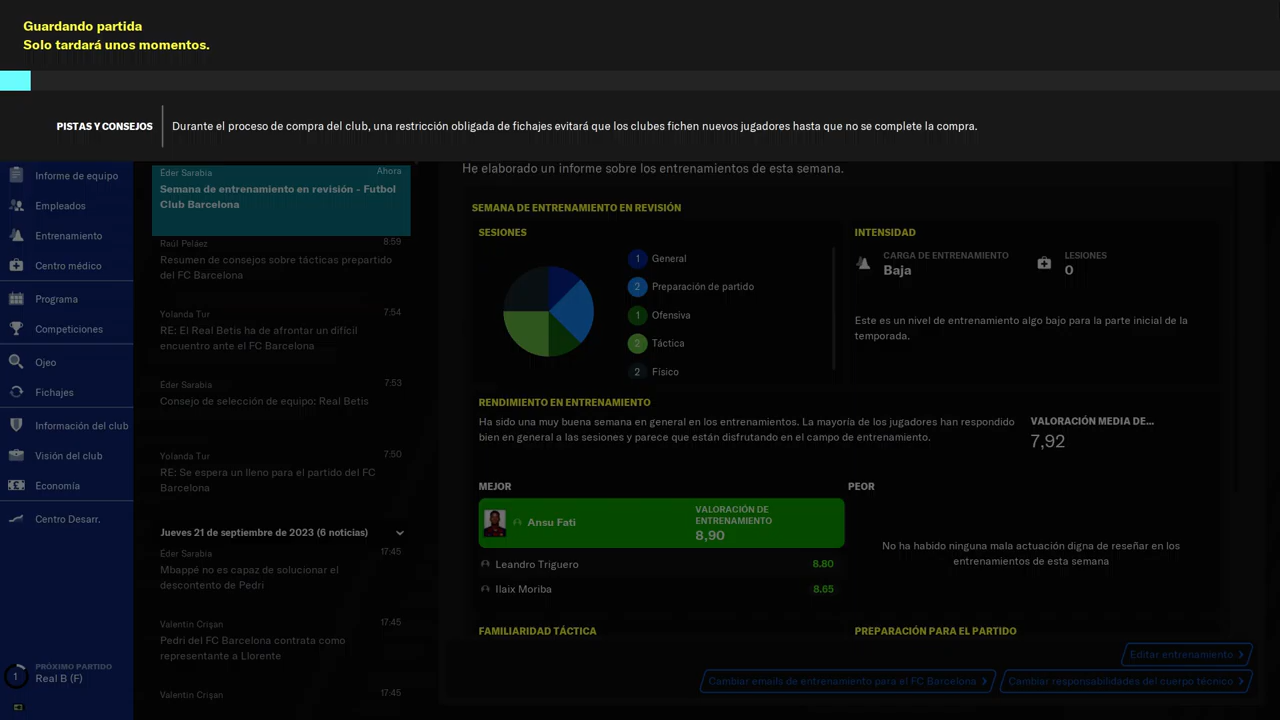 Guardando partida
Solo tardará unos momentos.
PISTAS Y CONSEJOS
Durante el proceso de compra del club, una restricción obligada de fichajes evitará que los clubes fichen nuevos jugadores hasta que no se complete la compra.
Informe de equipo
Empleados
Entrenamiento
Centro médico
Programa
Competiciones
Ojeo
Fichajes
Información del club
Visión del club
Economía
Centro Desarr.
1
PRÓXIMO PARTIDO
Real B (F)
Éder Sarabia
Ahora
Semana de entrenamiento en revisión - Futbol
Club Barcelona
Raúl Peláez
8:59
Resumen de consejos sobre tácticas prepartido
del FC Barcelona
Yolanda Tur
7:54
RE: El Real Betis ha de afrontar un difícil
encuentro ante el FC Barcelona
Éder Sarabia
7:53
Consejo de selección de equipo: Real Betis
Yolanda Tur
7:50
RE: Se espera un lleno para el partido del FC
Barcelona
Jueves 21 de septiembre de 2023 (6 noticias)
Éder Sarabia
17:45
Mbappé no es capaz de solucionar el
descontento de Pedri
Valentin Crişan
17:45
Pedri del FC Barcelona contrata como
representante a Llorente
Valentin Crişan
17:45
He elaborado un informe sobre los entrenamientos de esta semana.
SEMANA DE ENTRENAMIENTO EN REVISIÓN
SESIONES
1 General
2 Preparación de partido
1 Ofensiva
2 Táctica
2 Físico
INTENSIDAD
CARGA DE ENTRENAMIENTO
Baja
LESIONES
0
Este es un nivel de entrenamiento algo bajo para la parte inicial de la
temporada.
RENDIMIENTO EN ENTRENAMIENTO
Ha sido una muy buena semana en general en los entrenamientos. La mayoría de los jugadores han respondido
bien en general a las sesiones y parece que están disfrutando en el campo de entrenamiento.
VALORACIÓN MEDIA DE...
7,92
MEJOR
Ansu Fati
VALORACIÓN DE
ENTRENAMIENTO
8,90
Leandro Triguero
8.80
Ilaix Moriba
8.65
PEOR
No ha habido ninguna mala actuación digna de reseñar en los
entrenamientos de esta semana
FAMILIARIDAD TÁCTICA
PREPARACIÓN PARA EL PARTIDO
Editar entrenamiento
Cambiar emails de entrenamiento para el FC Barcelona
Cambiar responsabilidades del cuerpo técnico